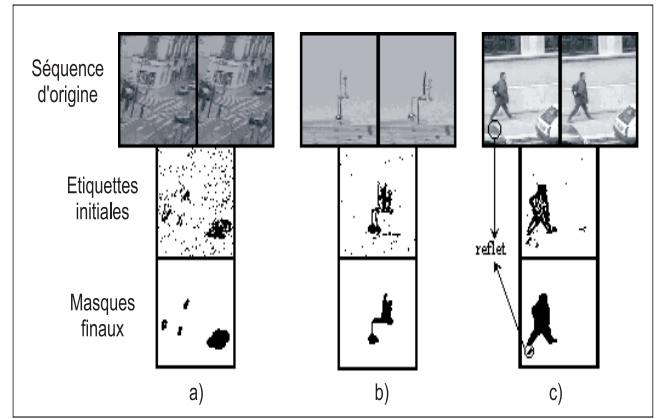 Séquence
d'origine
Etiquettes
initiales
reflet
Masques
finaux
a)
b)
c)